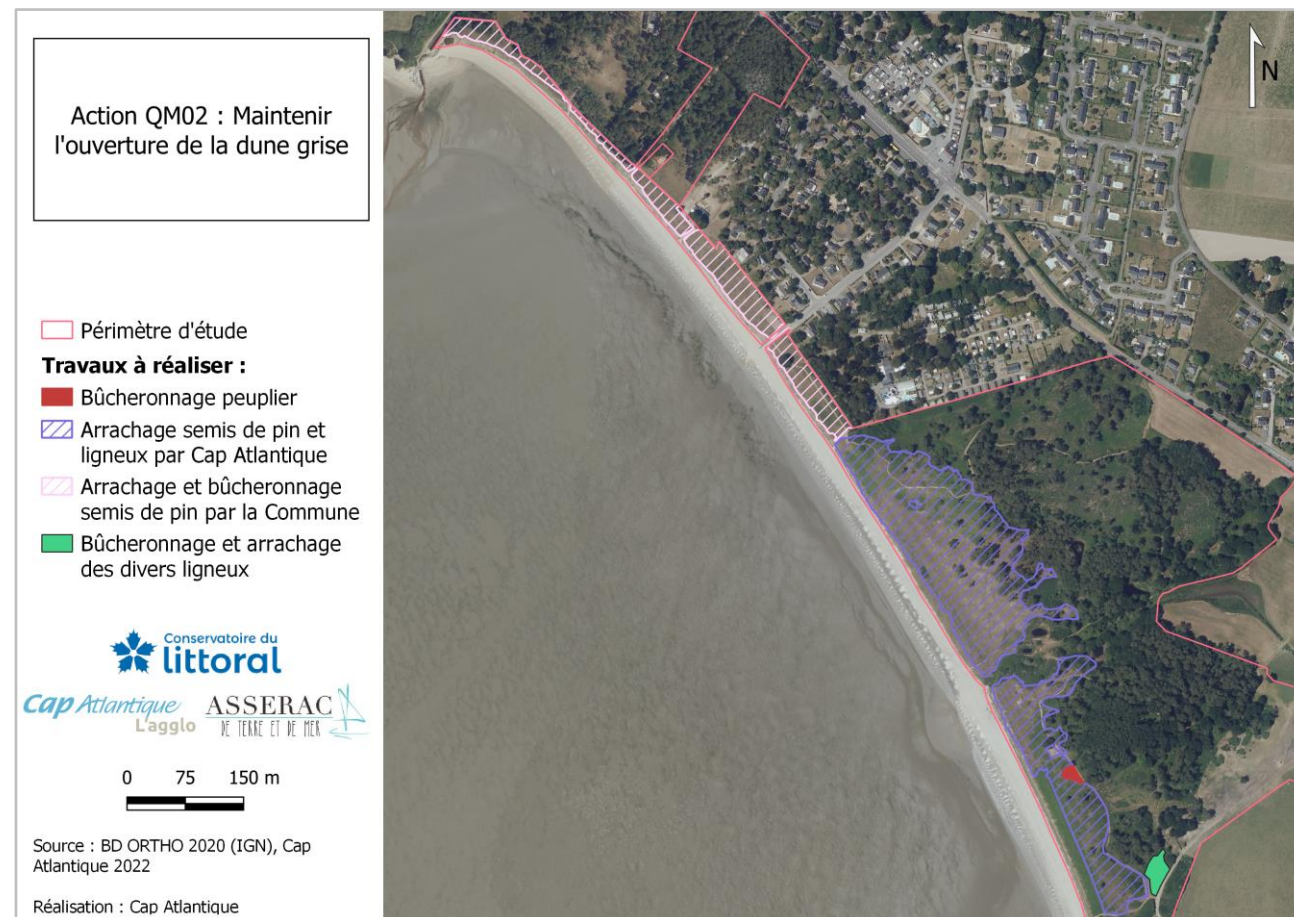 Action QM02 : Maintenir
l'ouverture de la dune grise
N
Périmètre d'étude
Travaux à réaliser :
Bûcheronnage peuplier
Arrachage semis de pin et
ligneux par Cap Atlantique
Arrachage et bûcheronnage
semis de pin par la Commune
Bûcheronnage et arrachage
des divers ligneux
Conservatoire du
littoral
Cap Atlantique
L'agglo
ASSERAC
DE TERRE ET DE MER
0 75 150 m
Source : BD ORTHO 2020 (IGN), Cap
Atlantique 2022
Réalisation : Cap Atlantique